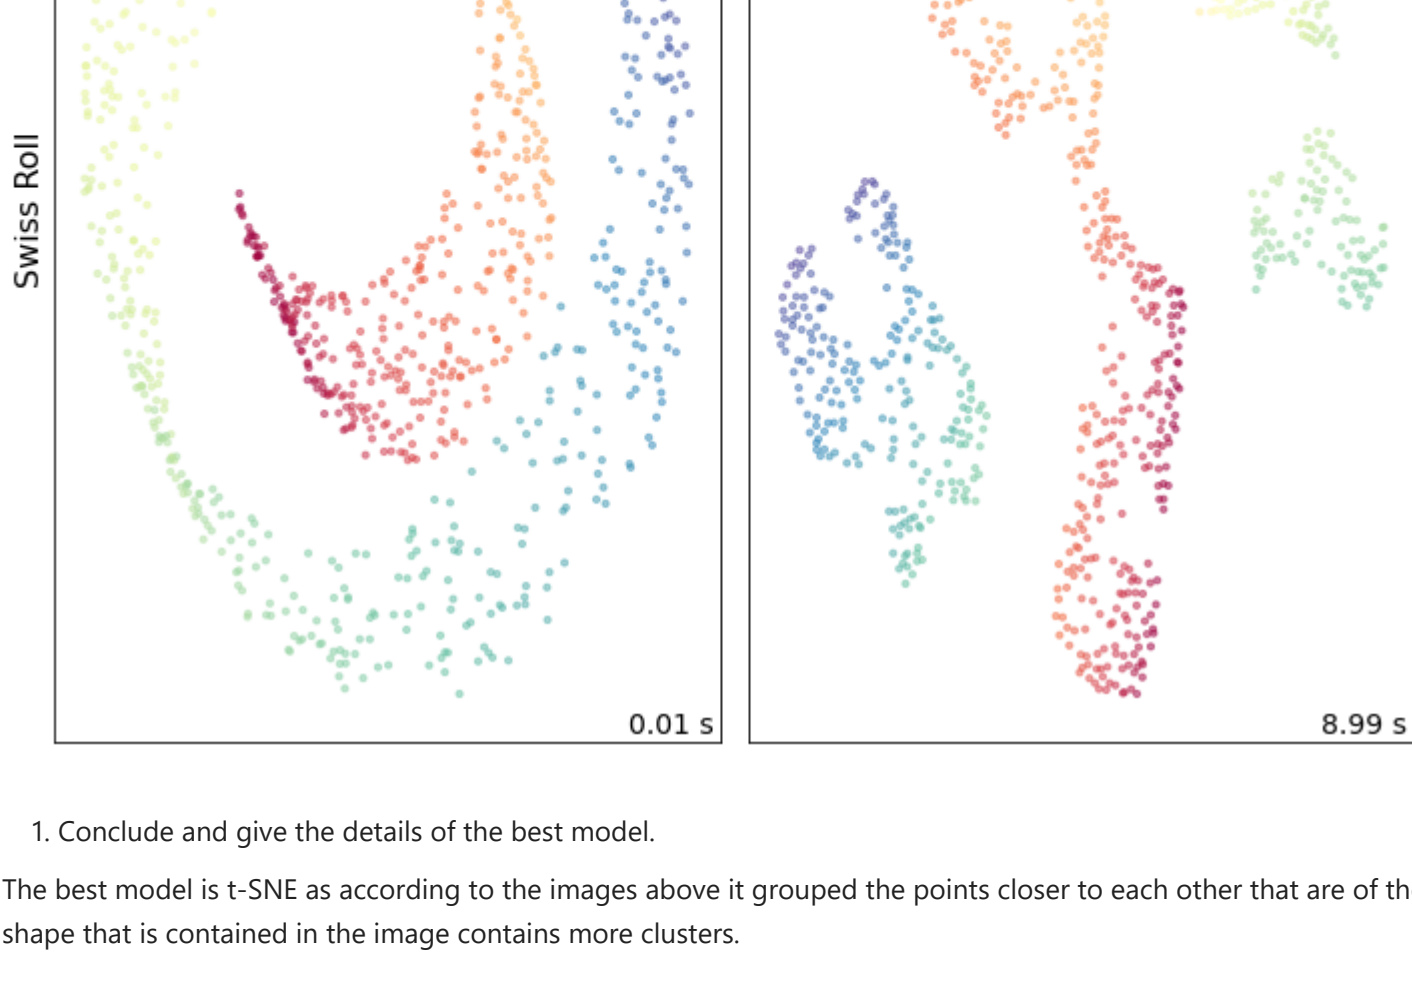 Swiss Roll
0.01 s
8.99 s
1. Conclude and give the details of the best model.
The best model is t-SNE as according to the images above it grouped the points closer to each other that are of
shape that is contained in the image contains more clusters.